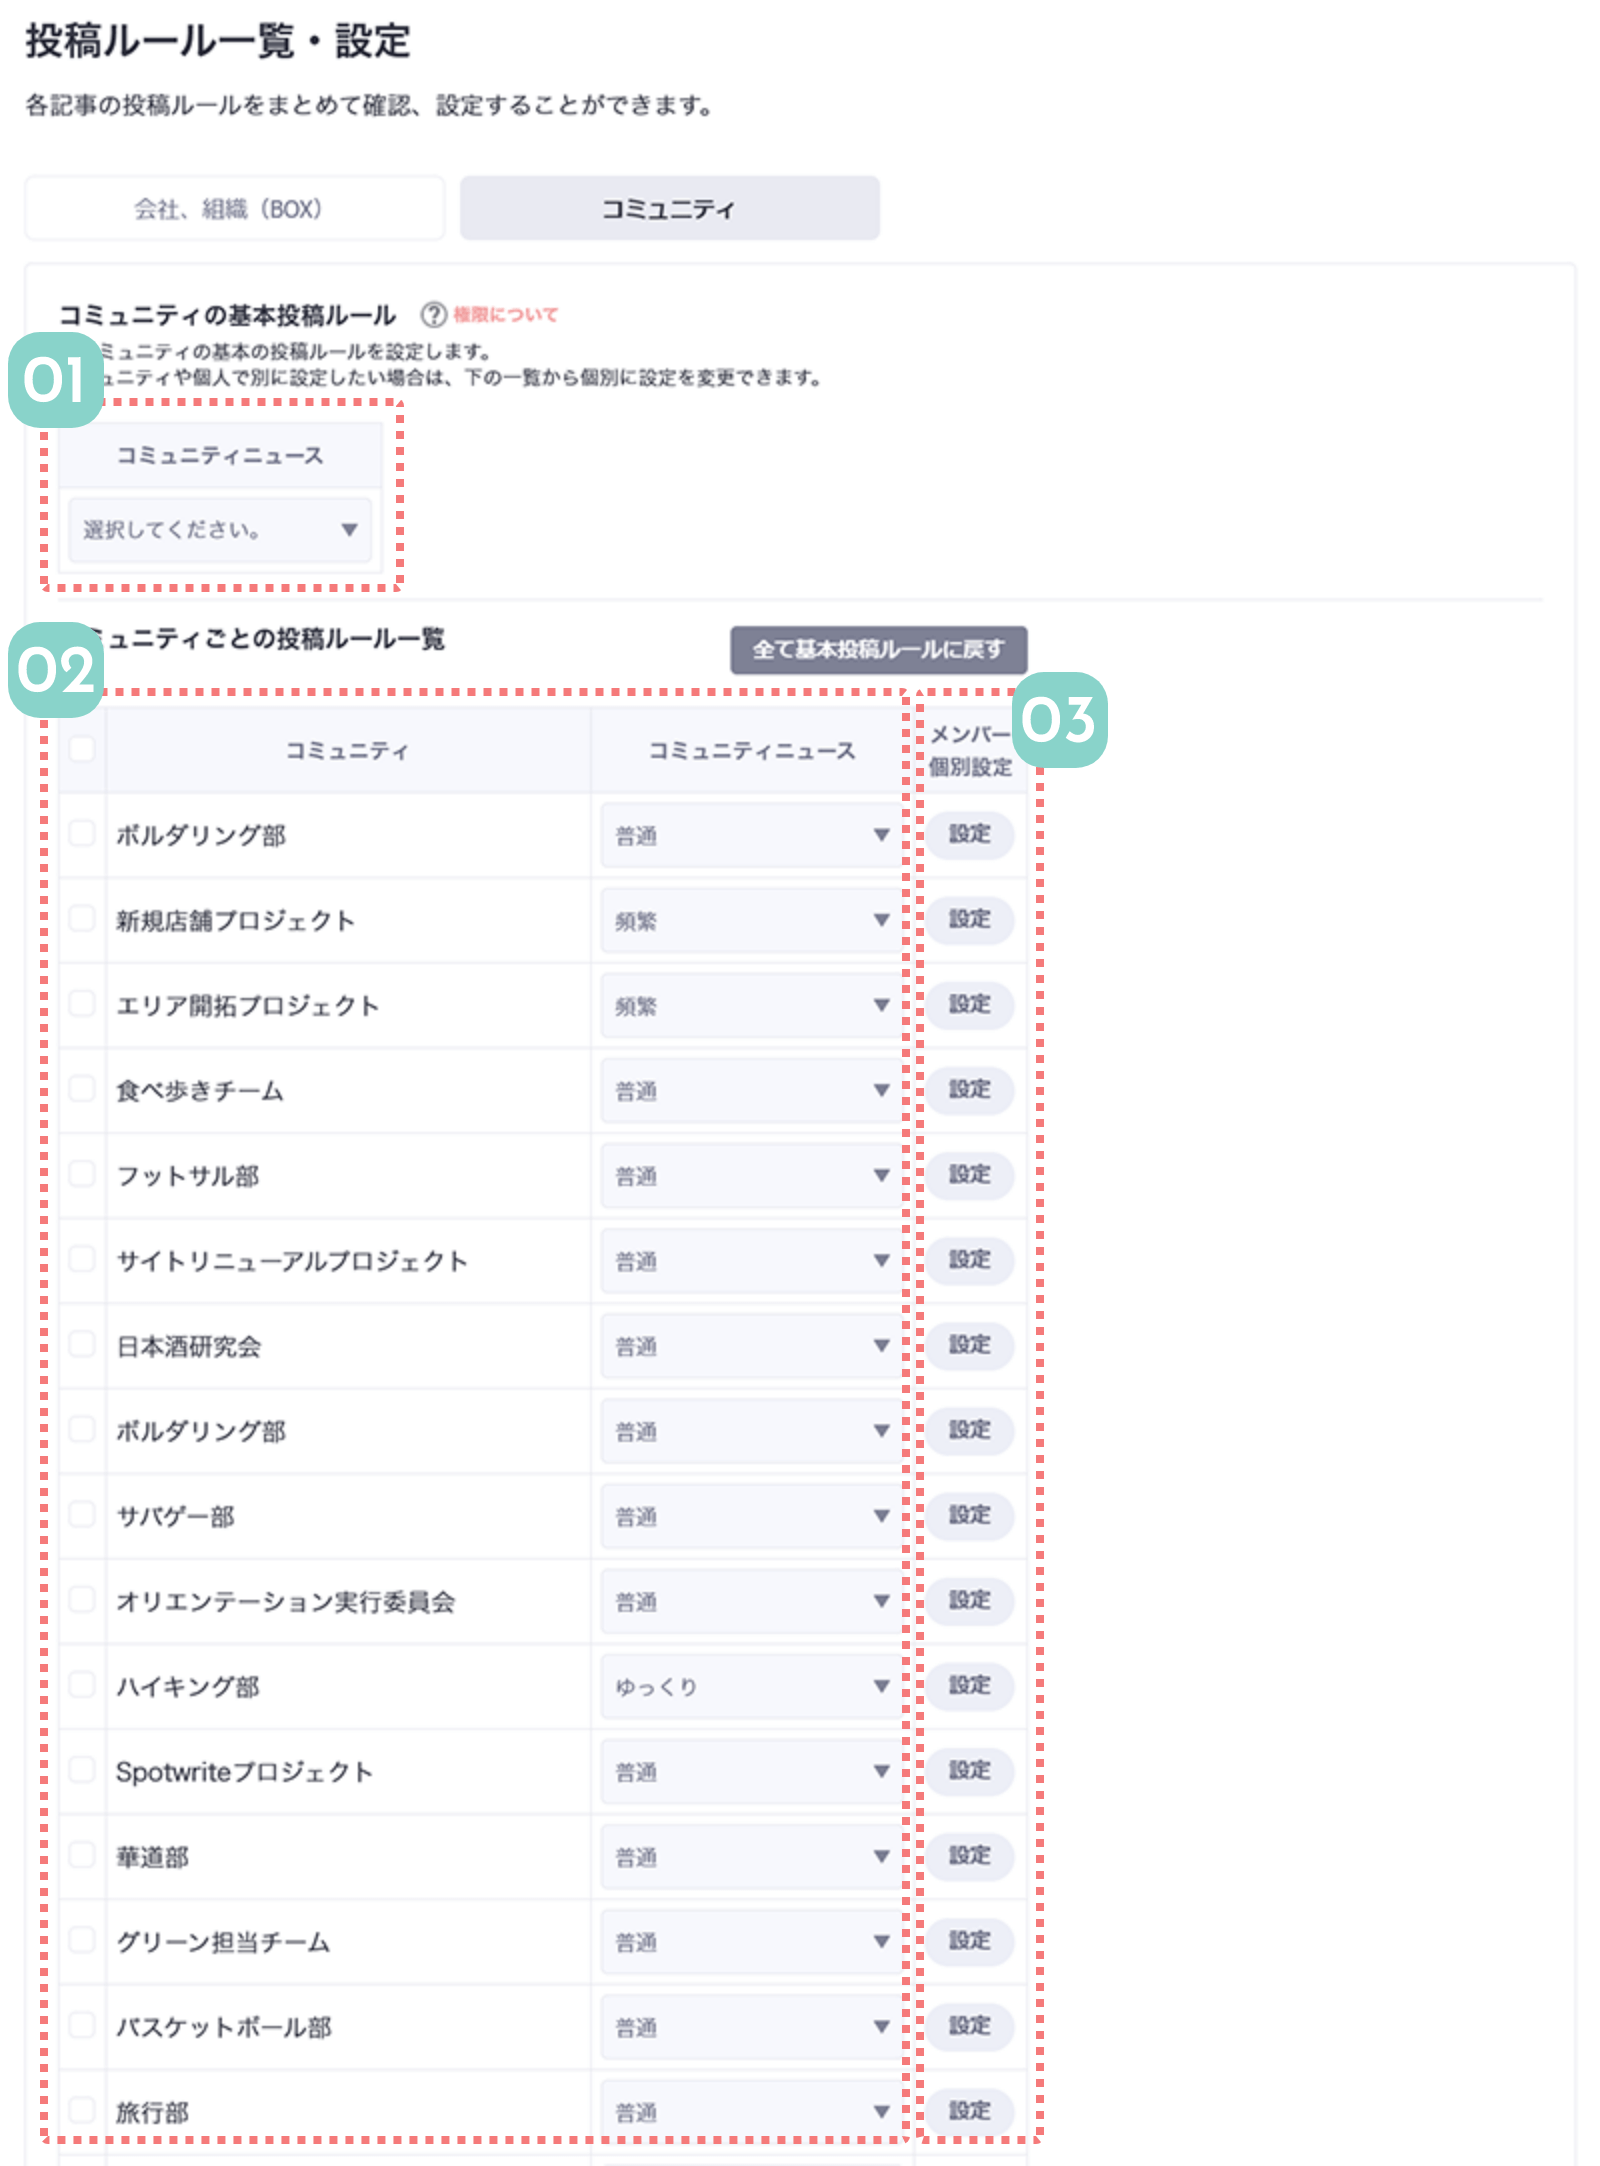 投稿ルール一覧・設定
各記事の投稿ルールをまとめて確認、設定することができます。
会社、組織（BOX）
コミュニティ
コミュニティの基本投稿ルール
? 権限について
ミュニティの基本の投稿ルールを設定します。
01
ュニティや個人で別に設定したい場合は、下の一覧から個別に設定を変更できます。
コミュニティニュース
選択してください。
02
ミュニティごとの投稿ルール一覧
全て基本投稿ルールに戻す
03
コミュニティ
コミュニティニュース
メンバー
個別設定
ボルダリング部
普通
設定
新規店舗プロジェクト
頻繁
設定
エリア開拓プロジェクト
頻繁
設定
食べ歩きチーム
普通
設定
フットサル部
普通
設定
サイトリニューアルプロジェクト
普通
設定
日本酒研究会
普通
設定
ボルダリング部
普通
設定
サバゲー部
普通
設定
オリエンテーション実行委員会
普通
設定
ハイキング部
ゆっくり
設定
Spotwriteプロジェクト
普通
設定
華道部
普通
設定
グリーン担当チーム
普通
設定
バスケットボール部
普通
設定
旅行部
普通
設定